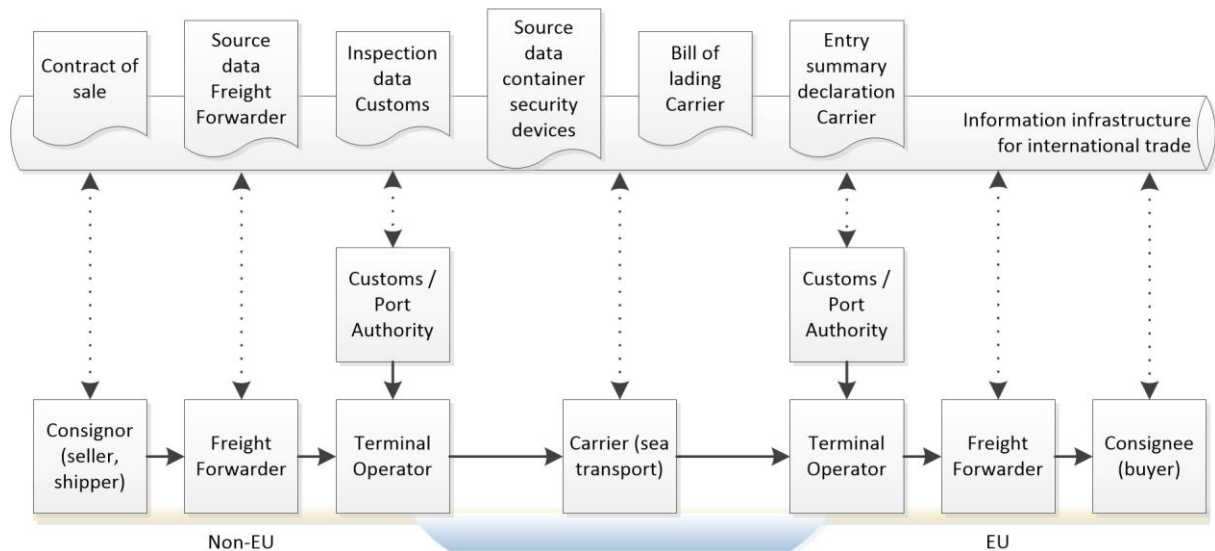 Contract of
sale
Source
data
Freight
Forwarder
Inspection
data
Customs
Source
data
container
security
devices
Bill of
lading
Carrier
Entry
summary
declaration
Carrier
Information infrastructure
for international trade
Customs /
Port
Authority
Customs /
Port
Authority
Consignor
(seller,
shipper)
Freight
Forwarder
Terminal
Operator
Carrier (sea
transport)
Terminal
Operator
Freight
Forwarder
Consignee
(buyer)
Non-EU
EU